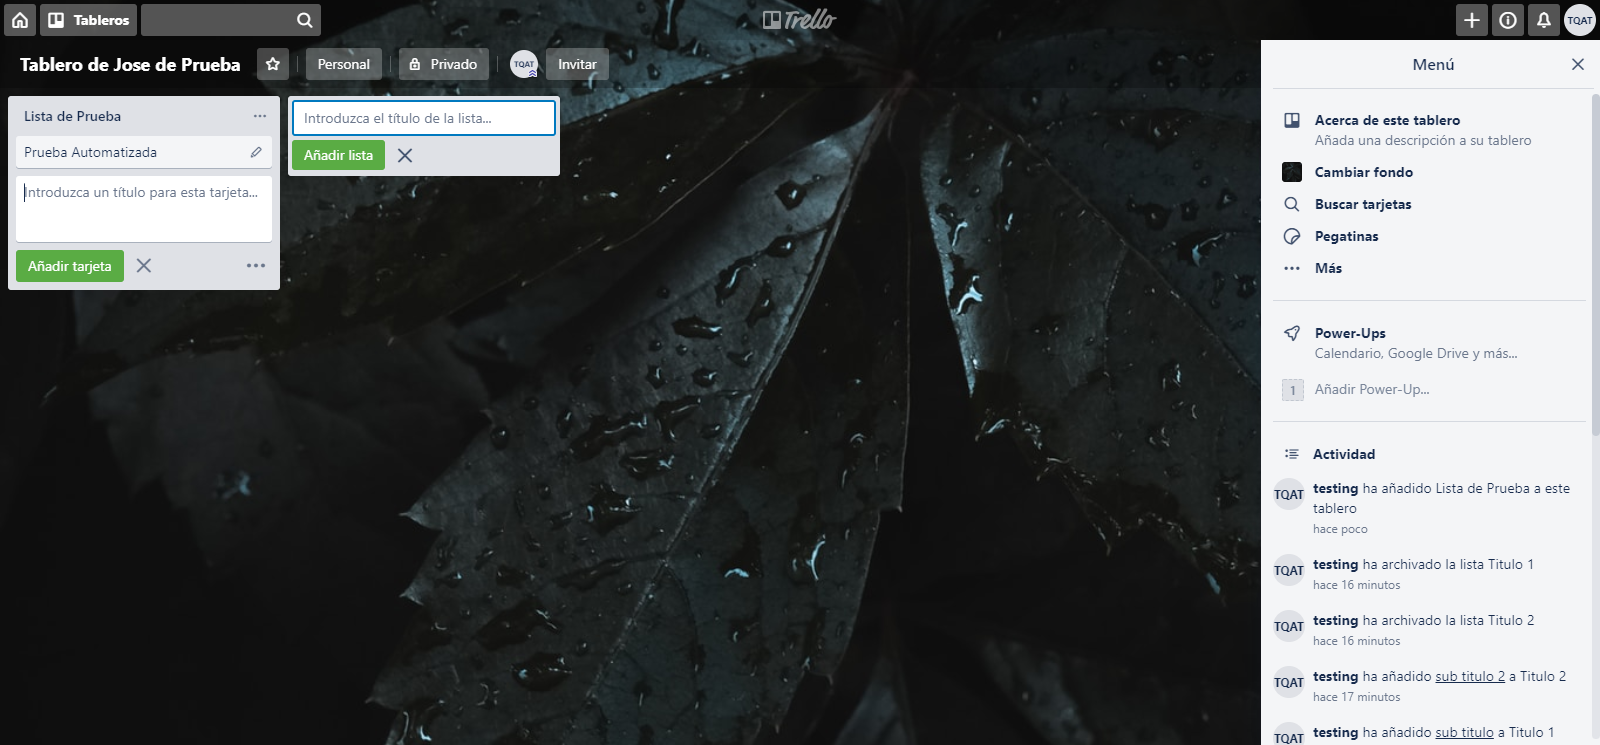 Tableros
Trello
TQAT
Tablero de Jose de Prueba
Personal
Privado
TQAT
Invitar
Lista de Prueba
Prueba Automatizada
Introduzca un título para esta tarjeta...
Añadir tarjeta
Introduzca el título de la lista...
Añadir lista
Menú
Acerca de este tablero
Añada una descripción a su tablero
Cambiar fondo
Buscar tarjetas
Pegatinas
Más
Power-Ups
Calendario, Google Drive y más...
1
Añadir Power-Up...
Actividad
TQAT
testing ha añadido Lista de Prueba a este
tablero
hace poco
TQAT
testing ha archivado la lista Titulo 1
hace 16 minutos
TQAT
testing ha archivado la lista Titulo 2
hace 16 minutos
TQAT
testing ha añadido sub titulo 2 a Titulo 2
hace 17 minutos
TQAT
testing ha añadido sub titulo a Titulo 1